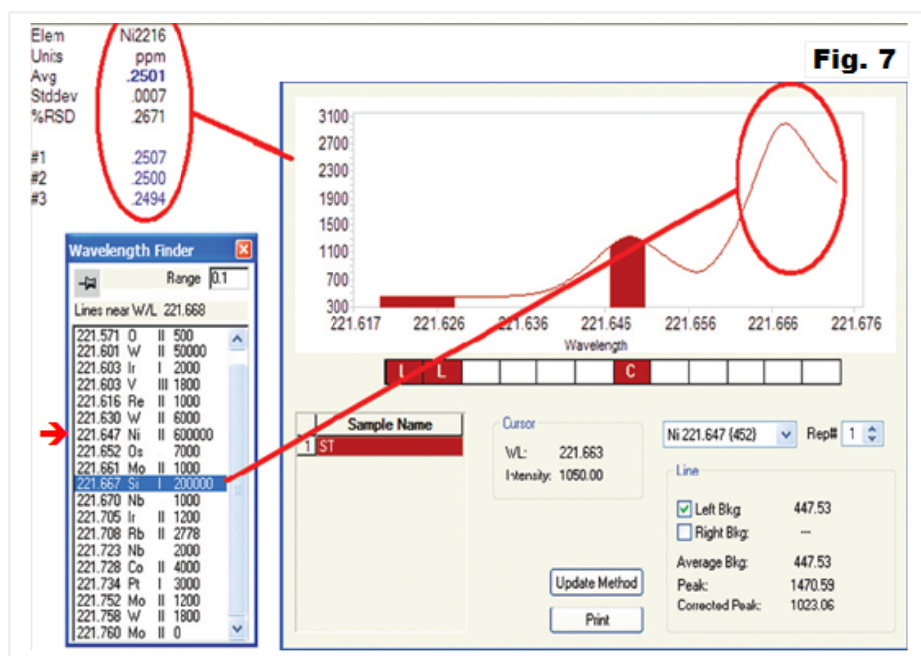 Elem Ni2216
Units ppm
Avg .2501
Stddev .0007
%RSD .2671
#1 .2507
#2 .2500
#3 .2494
Fig. 7
3100
2700
2300
1900
1500
1100
700
300
221.617 221.626 221.636 221.646 221.656 221.666 221.676
Wavelength
L L C
Wavelength Finder
Range 0.1
Lines near W/L 221.668
221.571 O II 500
221.601 W II 50000
221.603 Ir I 2000
221.603 V III 1800
221.616 Re II 1000
221.630 W II 6000
221.647 Ni II 600000
221.652 Os 7000
221.661 Mo II 1000
221.667 Si I 200000
221.670 Nb 1000
221.705 Ir II 1200
221.708 Rb II 2778
221.723 Nb 2000
221.728 Co II 4000
221.734 Pt I 3000
221.752 Mo II 1200
221.758 W II 1800
221.760 Mo II 0
Sample Name
1 ST
Cursor
WL: 221.663
Intensity: 1050.00
Update Method
Print
Ni 221.647 {452} Rep# 1
Line
Left Bkg: 447.53
Right Bkg: ---
Average Bkg: 447.53
Peak: 1470.59
Corrected Peak: 1023.06